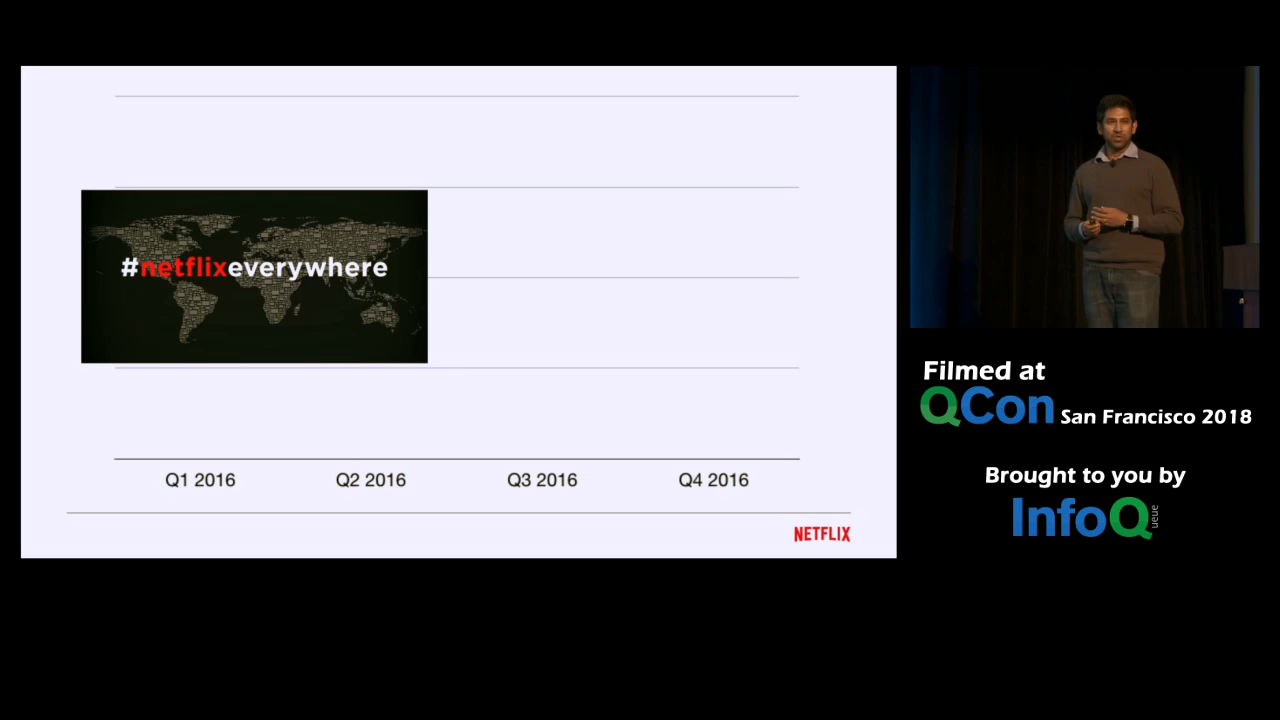 #netflixeverywhere
Q1 2016
Q2 2016
Q3 2016
Q4 2016
NETFLIX
Filmed at
QCon San Francisco 2018
Brought to you by
InfoQ
ueue